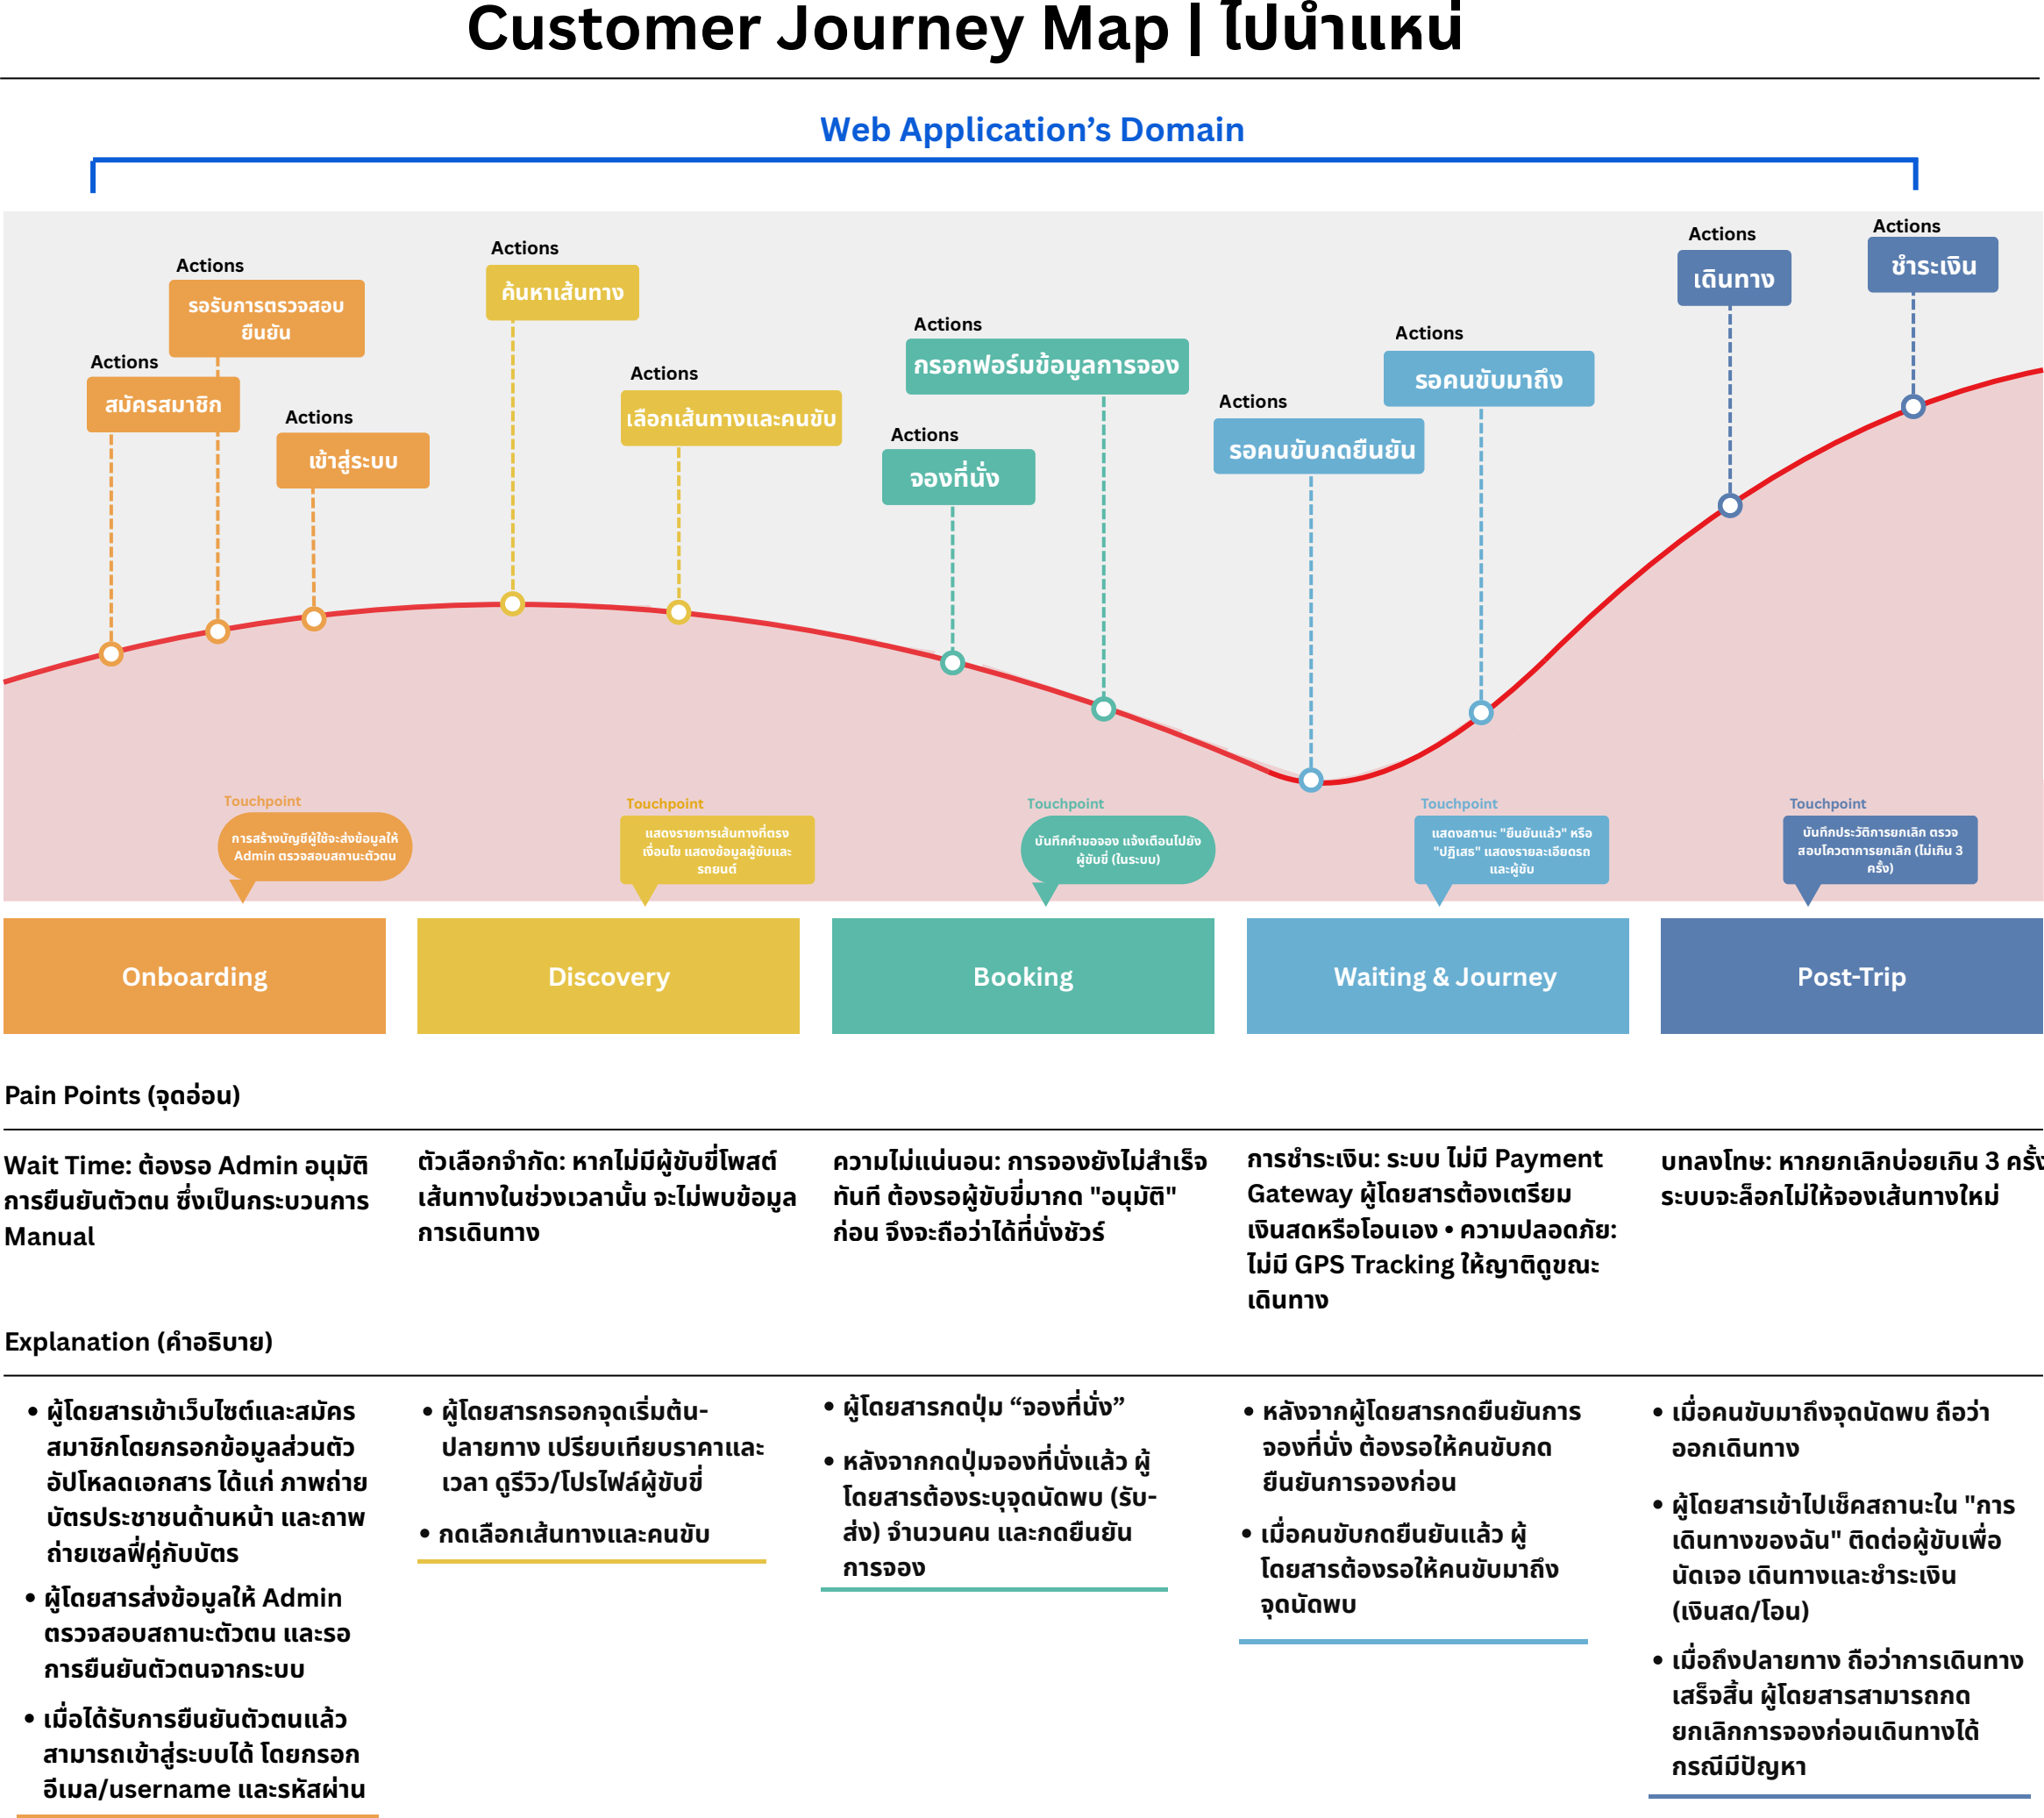 Customer Journey Map | ไปนำแหน่
Web Application's Domain
Actions
สมัครสมาชิก
Actions
รอรับการตรวจสอบ
ยืนยัน
Actions
เข้าสู่ระบบ
Actions
ค้นหาเส้นทาง
Actions
เลือกเส้นทางและคนขับ
Actions
จองที่นั่ง
Actions
กรอกฟอร์มข้อมูลการจอง
Actions
รอคนขับกดยืนยัน
Actions
รอคนขับมาถึง
Actions
เดินทาง
Actions
ชำระเงิน
Touchpoint
การสร้างบัญชีผู้ใช้จะส่งข้อมูลให้
Admin ตรวจสอบสถานะตัวตน
Touchpoint
แสดงรายการเส้นทางที่ตรง
เงื่อนไข แสดงข้อมูลผู้ขับและ
รถยนต์
Touchpoint
บันทึกคำขอจอง แจ้งเตือนไปยัง
ผู้ขับขี่ (ในระบบ)
Touchpoint
แสดงสถานะ "ยืนยันแล้ว" หรือ
"ปฏิเสธ" แสดงรายละเอียดรถ
และผู้ขับ
Touchpoint
บันทึกประวัติการยกเลิก ตรวจ
สอบโควตาการยกเลิก (ไม่เกิน 3
ครั้ง)
Onboarding
Discovery
Booking
Waiting & Journey
Post-Trip
Pain Points (จุดอ่อน)
Wait Time: ต้องรอ Admin อนุมัติ
การยืนยันตัวตน ซึ่งเป็นกระบวนการ
Manual
ตัวเลือกจำกัด: หากไม่มีผู้ขับขี่โพสต์
เส้นทางในช่วงเวลานั้น จะไม่พบข้อมูล
การเดินทาง
ความไม่แน่นอน: การจองยังไม่สำเร็จ
ทันที ต้องรอผู้ขับขี่มากด "อนุมัติ"
ก่อน จึงจะถือว่าได้ที่นั่งชัวร์
การชำระเงิน: ระบบ ไม่มี Payment
Gateway ผู้โดยสารต้องเตรียม
เงินสดหรือโอนเอง • ความปลอดภัย:
ไม่มี GPS Tracking ให้ญาติดูขณะ
เดินทาง
บทลงโทษ: หากยกเลิกบ่อยเกิน 3 ครั้ง
ระบบจะล็อกไม่ให้จองเส้นทางใหม่
Explanation (คำอธิบาย)
• ผู้โดยสารเข้าเว็บไซต์และสมัคร
สมาชิกโดยกรอกข้อมูลส่วนตัว
อัปโหลดเอกสาร ได้แก่ ภาพถ่าย
บัตรประชาชนด้านหน้า และถาพ
ถ่ายเซลฟี่คู่กับบัตร
• ผู้โดยสารส่งข้อมูลให้ Admin
ตรวจสอบสถานะตัวตน และรอ
การยืนยันตัวตนจากระบบ
• เมื่อได้รับการยืนยันตัวตนแล้ว
สามารถเข้าสู่ระบบได้ โดยกรอก
อีเมล/username และรหัสผ่าน
• ผู้โดยสารกรอกจุดเริ่มต้น-
ปลายทาง เปรียบเทียบราคาและ
เวลา ดูรีวิว/โปรไฟล์ผู้ขับขี่
• กดเลือกเส้นทางและคนขับ
• ผู้โดยสารกดปุ่ม “จองที่นั่ง”
• หลังจากกดปุ่มจองที่นั่งแล้ว ผู้
โดยสารต้องระบุจุดนัดพบ (รับ-
ส่ง) จำนวนคน และกดยืนยัน
การจอง
• หลังจากผู้โดยสารกดยืนยันการ
จองที่นั่ง ต้องรอให้คนขับกด
ยืนยันการจองก่อน
• เมื่อคนขับกดยืนยันแล้ว ผู้
โดยสารต้องรอให้คนขับมาถึง
จุดนัดพบ
• เมื่อคนขับมาถึงจุดนัดพบ ถือว่า
ออกเดินทาง
• ผู้โดยสารเข้าไปเช็คสถานะใน "การ
เดินทางของฉัน" ติดต่อผู้ขับเพื่อ
นัดเจอ เดินทางและชำระเงิน
(เงินสด/โอน)
• เมื่อถึงปลายทาง ถือว่าการเดินทาง
เสร็จสิ้น ผู้โดยสารสามารถกด
ยกเลิกการจองก่อนเดินทางได้
กรณีมีปัญหา